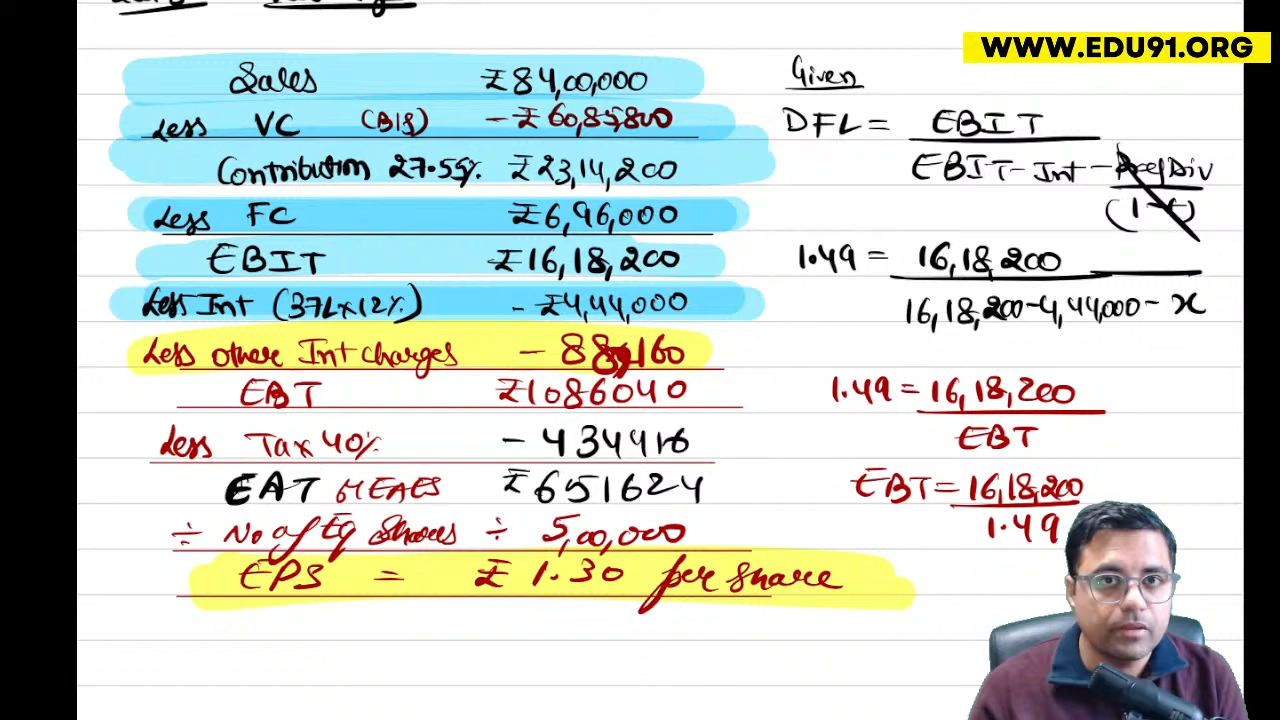 WWW.EDU91.ORG
Sales ₹84,00,000
Less VC (B/f) - ₹60,85,800
Contribution 27.55% ₹23,14,200
Less FC ₹6,96,000
EBIT ₹16,18,200
Less Int (37L×12%) - ₹4,44,000
Less other Int charges - 88,160
EBT ₹1086040
Less Tax 40% - 434416
EAT MEAES ₹651624
÷ No of Eq Shares ÷ 5,00,000
EPS = ₹1.30 per share
Given
DFL = EBIT
EBIT - Int - Pref Div
(1-t)
1.49 = 16,18,200
16,18,200 - 4,44,000 - x
1.49 = 16,18,200
EBT
EBT = 16,18,200
1.49